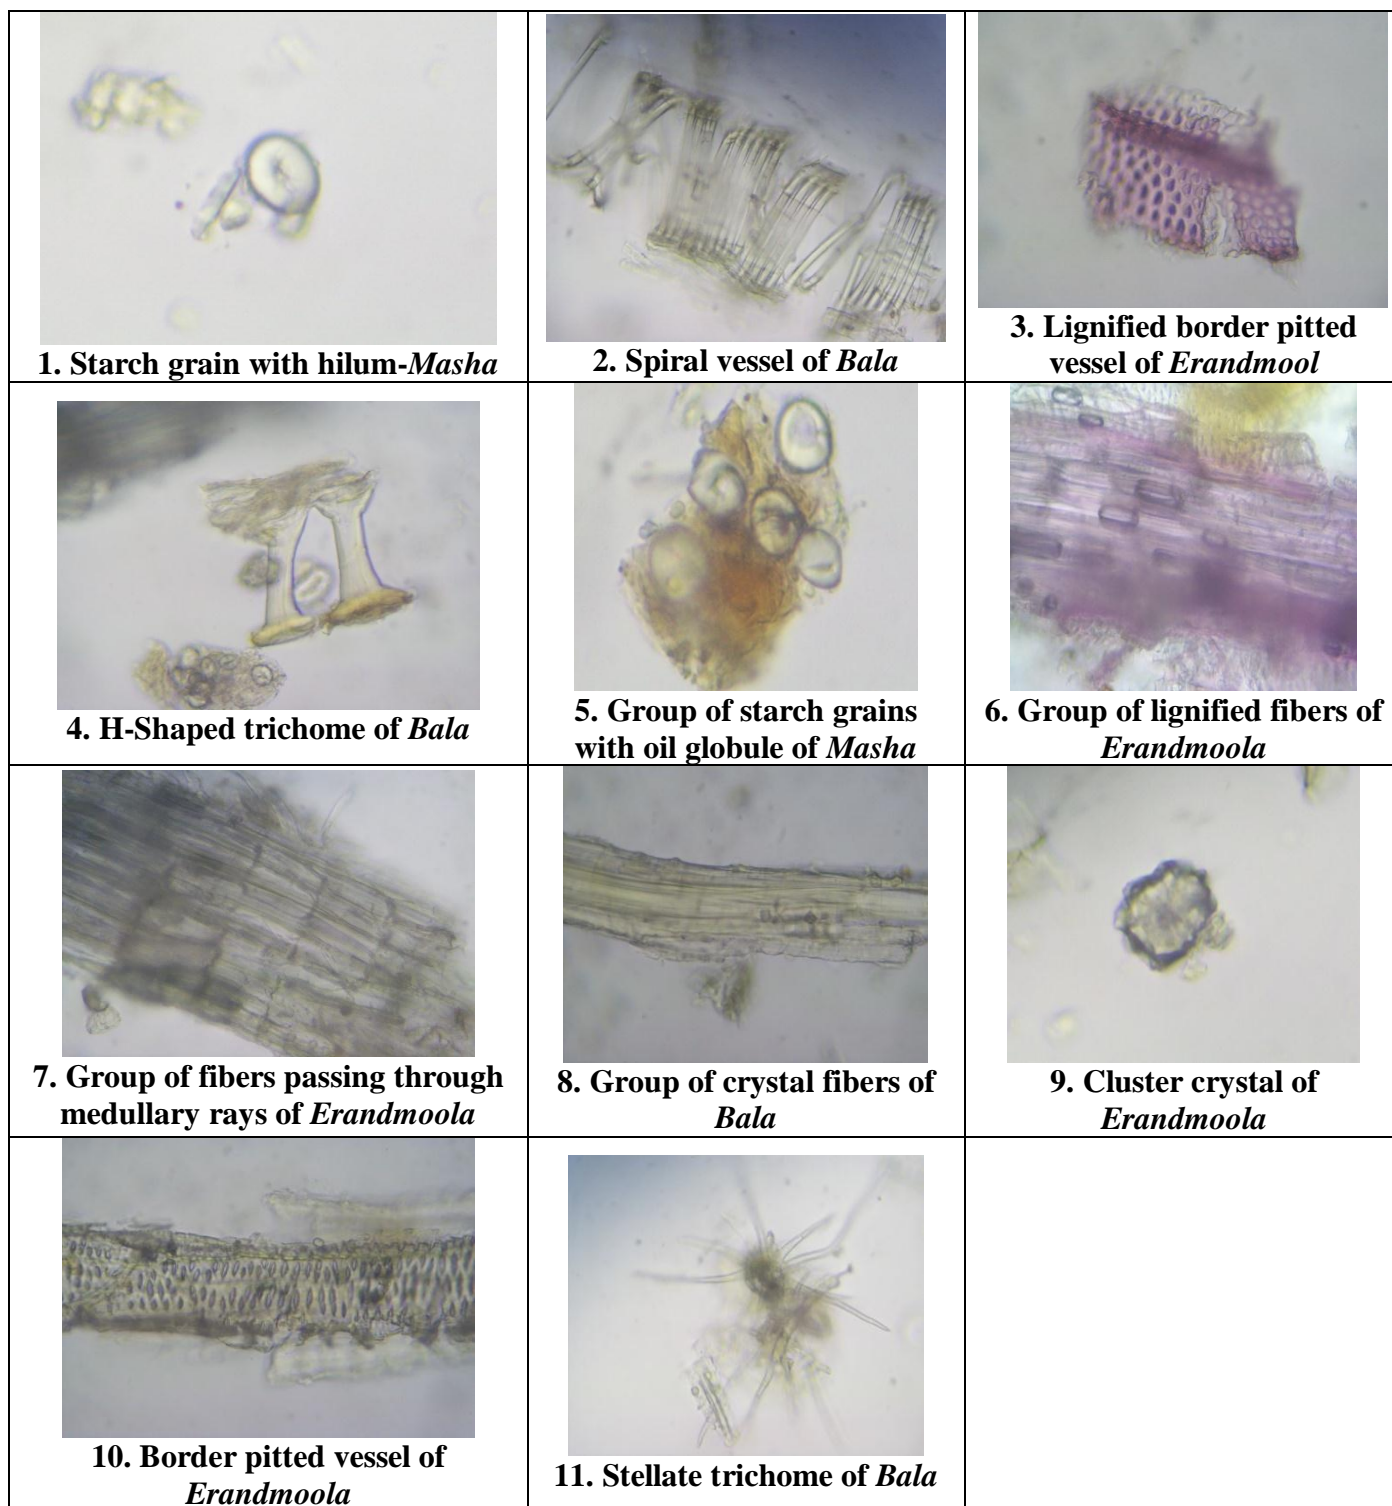 1. Starch grain with hilum-Masha
2. Spiral vessel of Bala
3. Lignified border pitted
vessel of Erandmool
4. H-Shaped trichome of Bala
5. Group of starch grains
with oil globule of Masha
6. Group of lignified fibers of
Erandmoola
7. Group of fibers passing through
medullary rays of Erandmoola
8. Group of crystal fibers of
Bala
9. Cluster crystal of
Erandmoola
10. Border pitted vessel of
Erandmoola
11. Stellate trichome of Bala